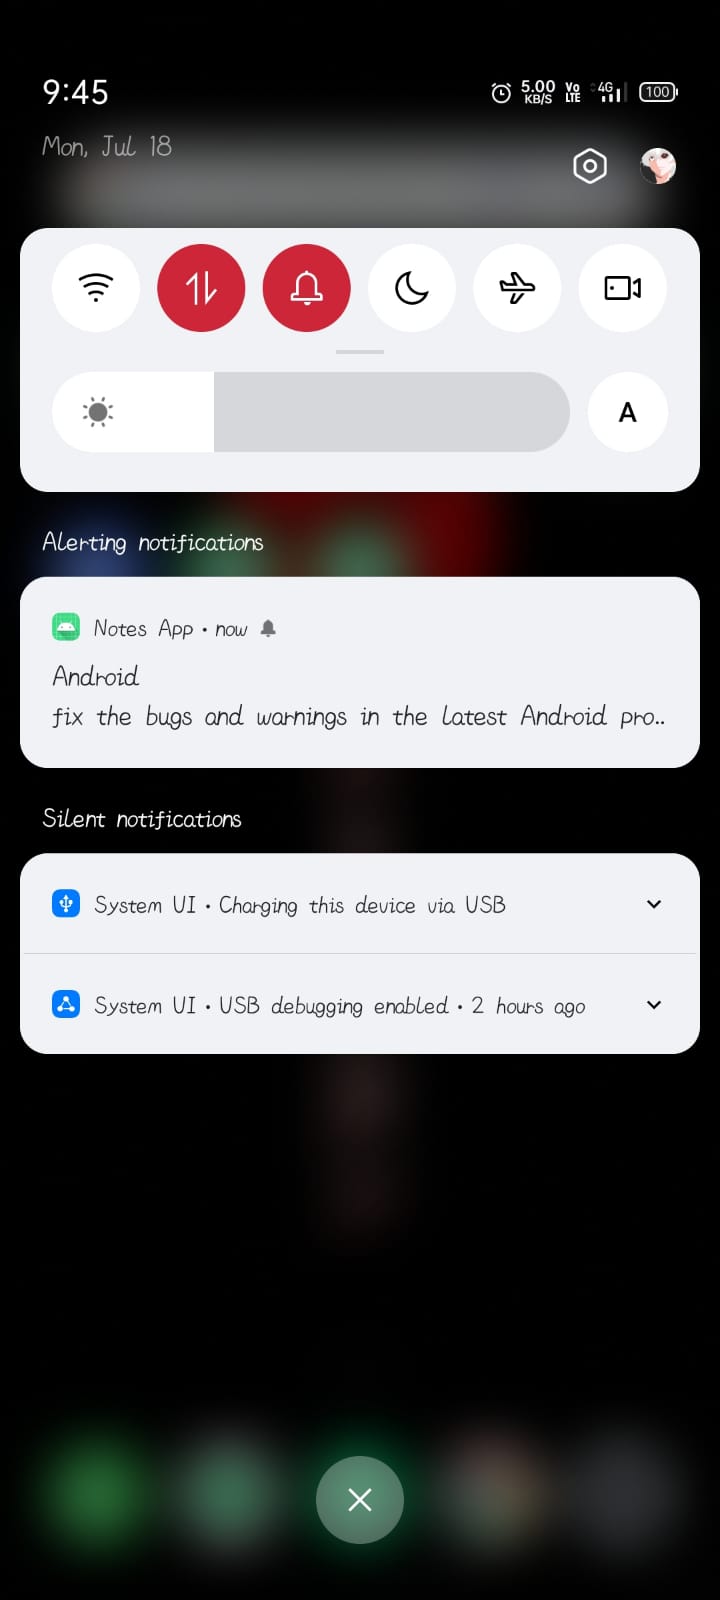 9:45
5.00 KB/S Vo LTE 4G 100
Mon, Jul 18
A
Alerting notifications
Notes App • now
Android
fix the bugs and warnings in the latest Android pro..
Silent notifications
System UI • Charging this device via USB
System UI • USB debugging enabled • 2 hours ago